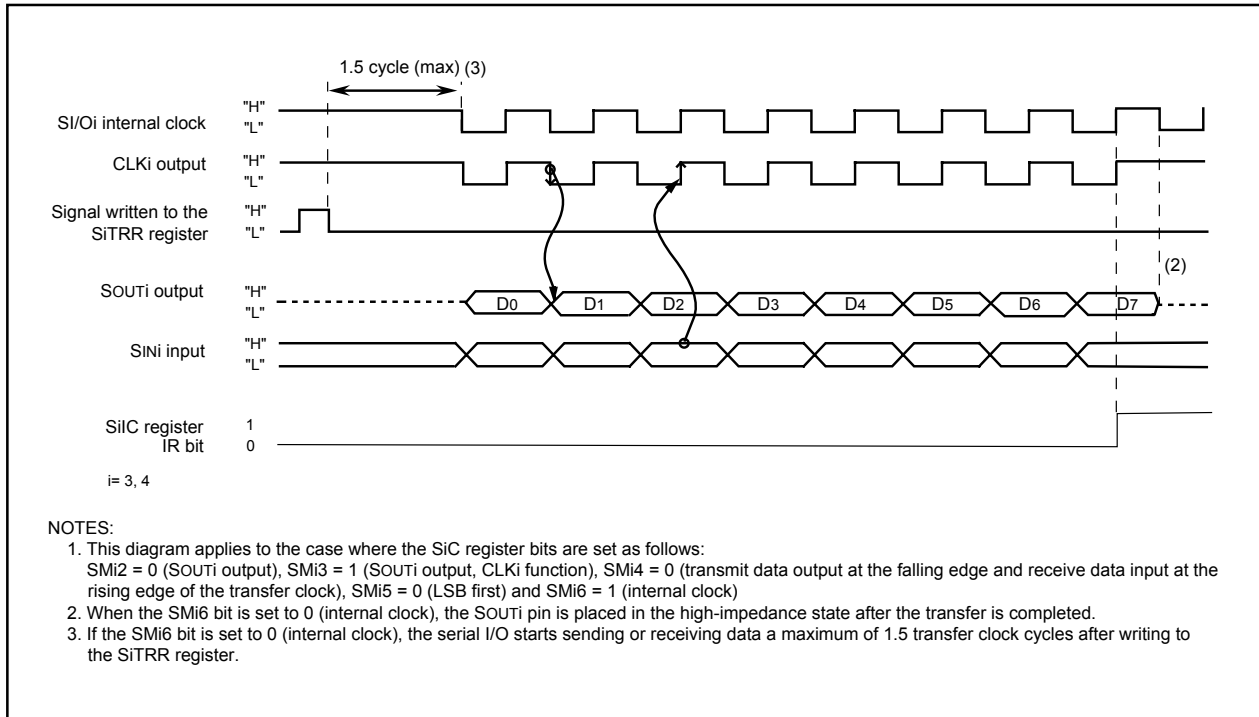 1.5 cycle (max) (3)
SI/Oi internal clock "H" "L"
CLKi output "H" "L"
Signal written to the SiTRR register "H" "L"
SOUTi output "H" "L" D0 D1 D2 D3 D4 D5 D6 D7 (2)
SINi input "H" "L"
SiIC register IR bit 1 0
i= 3, 4
NOTES:
1. This diagram applies to the case where the SiC register bits are set as follows:
SMi2 = 0 (SOUTi output), SMi3 = 1 (SOUTi output, CLKi function), SMi4 = 0 (transmit data output at the falling edge and receive data input at the
rising edge of the transfer clock), SMi5 = 0 (LSB first) and SMi6 = 1 (internal clock)
2. When the SMi6 bit is set to 0 (internal clock), the SOUTi pin is placed in the high-impedance state after the transfer is completed.
3. If the SMi6 bit is set to 0 (internal clock), the serial I/O starts sending or receiving data a maximum of 1.5 transfer clock cycles after writing to
the SiTRR register.